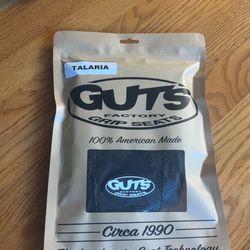 TALARIA
GUTS
FACTORY
GRIP SEATS
100% American Made
GUTS
Circa 1990